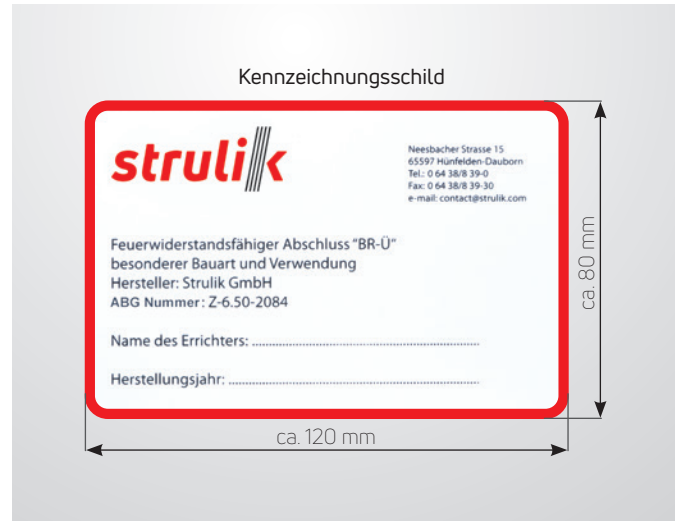 Kennzeichnungsschild
strulik
Neesbacher Strasse 15
65597 Hünfelden-Dauborn
Tel.: 0 64 38/8 39-0
Fax: 0 64 38/8 39-30
e-mail: contact@strulik.com
Feuerwiderstandsfähiger Abschluss "BR-Ü"
besonderer Bauart und Verwendung
Hersteller: Strulik GmbH
ABG Nummer: Z-6.50-2084
Name des Errichters: ................................................
Herstellungsjahr: ................................................
ca. 80 mm
ca. 120 mm